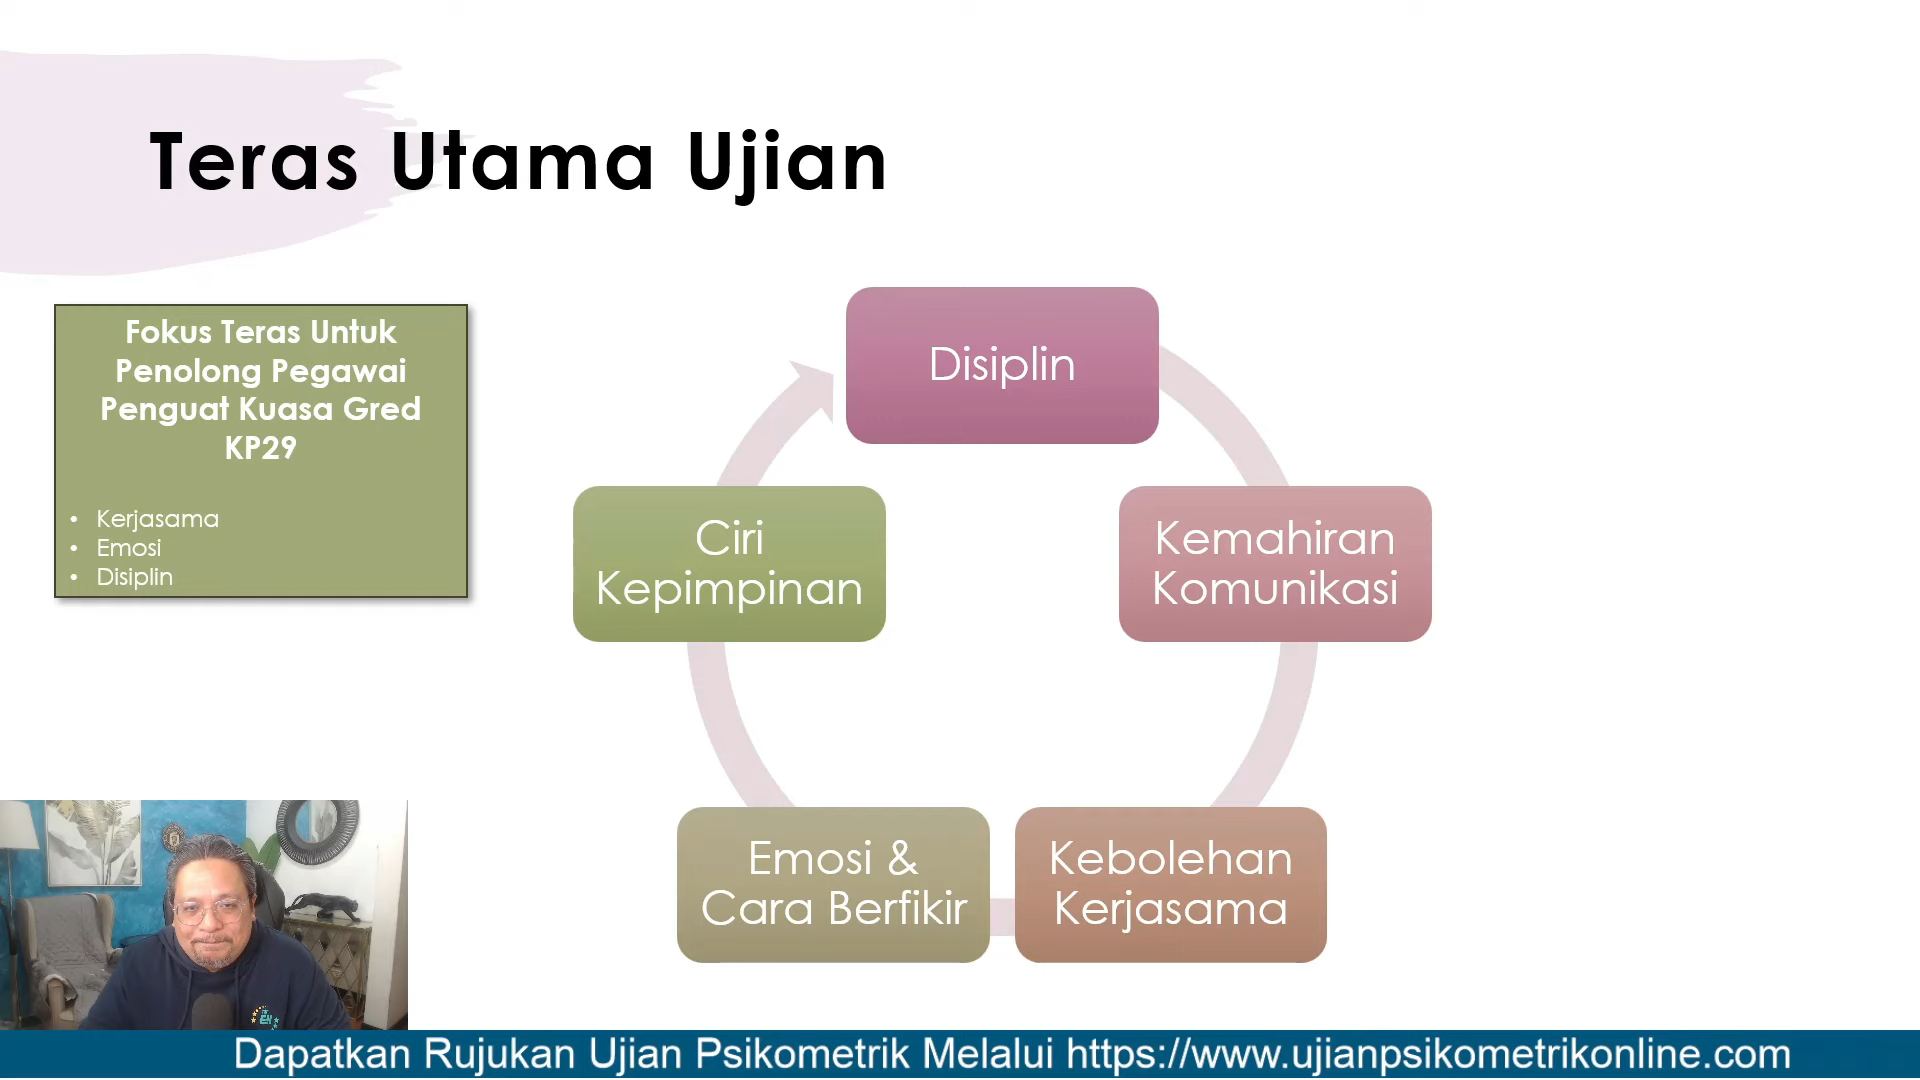 Teras Utama Ujian
Fokus Teras Untuk
Penolong Pegawai
Penguat Kuasa Gred
KP29
• Kerjasama
• Emosi
• Disiplin
Disiplin
Kemahiran
Komunikasi
Kebolehan
Kerjasama
Emosi &
Cara Berfikir
Ciri
Kepimpinan
Dapatkan Rujukan Ujian Psikometrik Melalui https://www.ujianpsikometrikonline.com